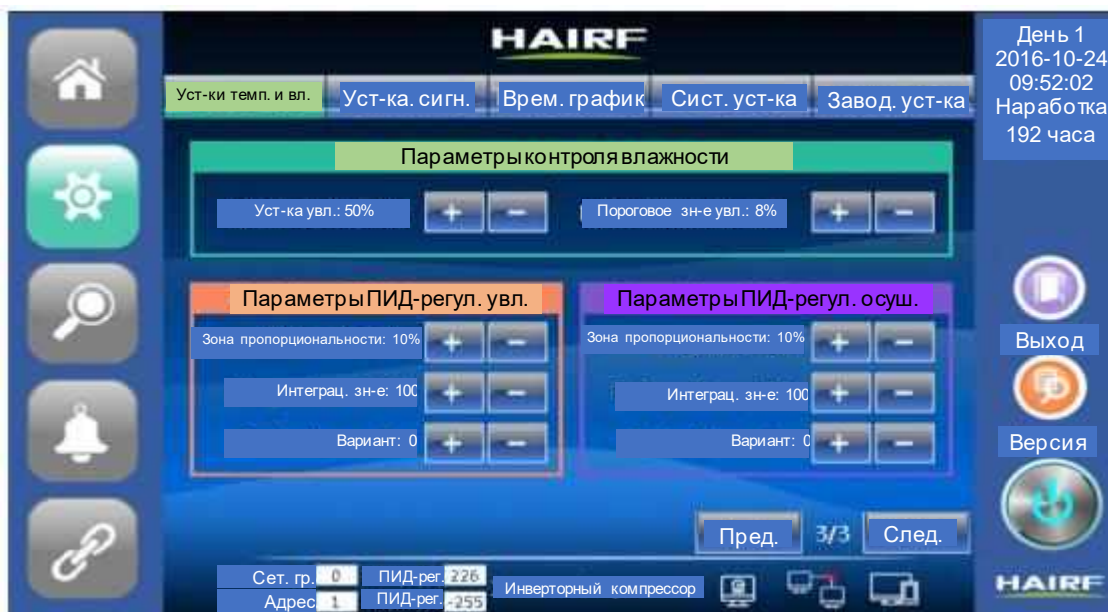 HAIRF
День 1
2016-10-24
09:52:02
Наработка
192 часа
Уст-ки темп. и вл.
Уст-ка. сигн.
Врем. график
Сист. уст-ка
Завод. уст-ка
Параметры контроля влажности
Уст-ка увл.: 50%
+ −
Пороговое зн-е увл.: 8%
+ −
Параметры ПИД-регул. увл.
Зона пропорциональности: 10%
+ −
Интеграц. зн-е: 100
+ −
Вариант: 0
+ −
Параметры ПИД-регул. осуш.
Зона пропорциональности: 10%
+ −
Интеграц. зн-е: 100
+ −
Вариант: 0
+ −
Выход
Версия
Пред.
3/3
След.
Сет. гр. 0 ПИД-рег. 226
Адрес 1 ПИД-рег. -255
Инверторный компрессор
HAIRF